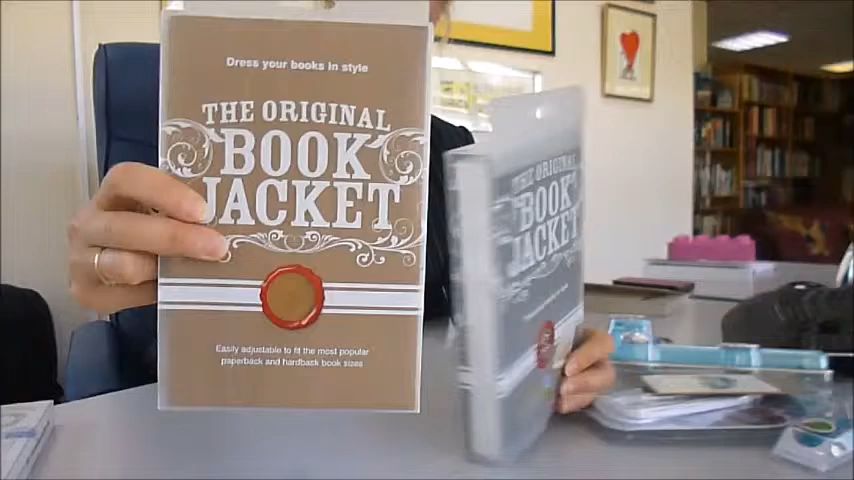 Dress your books in style
THE ORIGINAL
BOOK
JACKET
Easily adjustable to fit the most popular
paperback and hardback book sizes
THE ORIGINAL
BOOK
JACKET